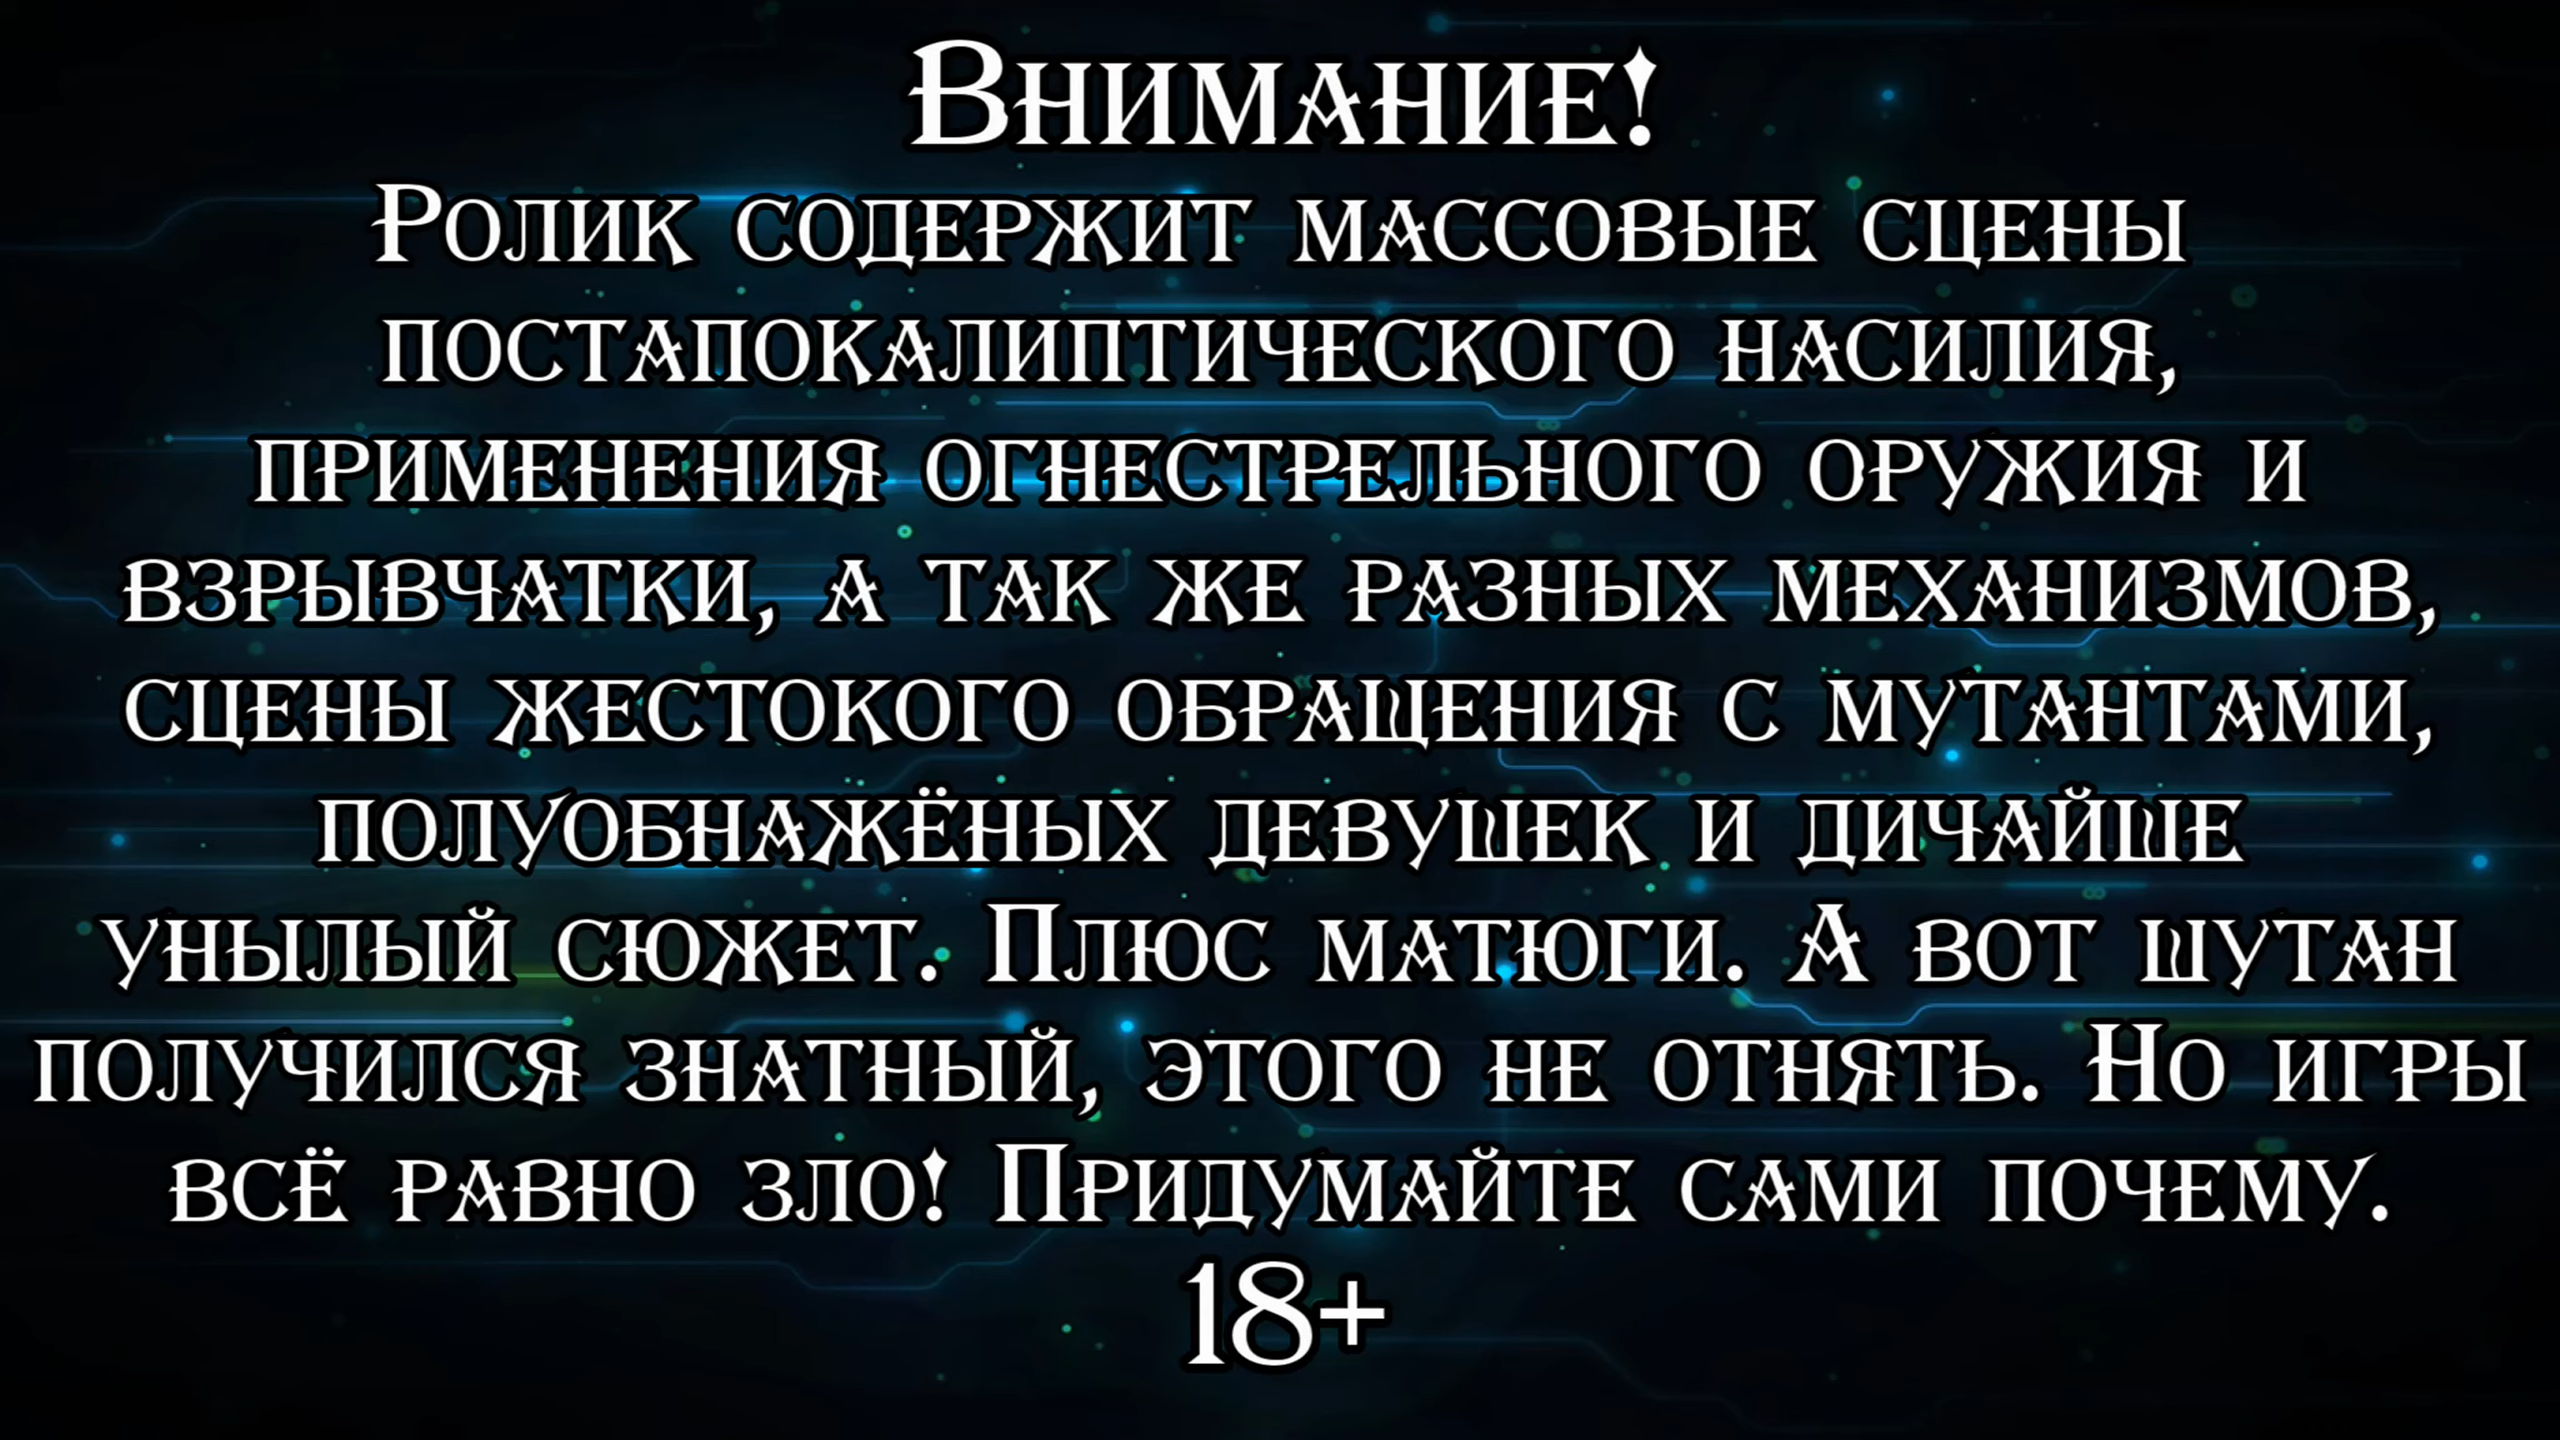 Внимание!
Ролик содержит массовые сцены
постапокалиптического насилия,
применения огнестрельного оружия и
взрывчатки, а так же разных механизмов,
сцены жестокого обращения с мутантами,
полуобнажёных девушек и дичайше
унылый сюжет. Плюс матюги. А вот шутан
получился знатный, этого не отнять. Но игры
всё равно зло! Придумайте сами почему.
18+